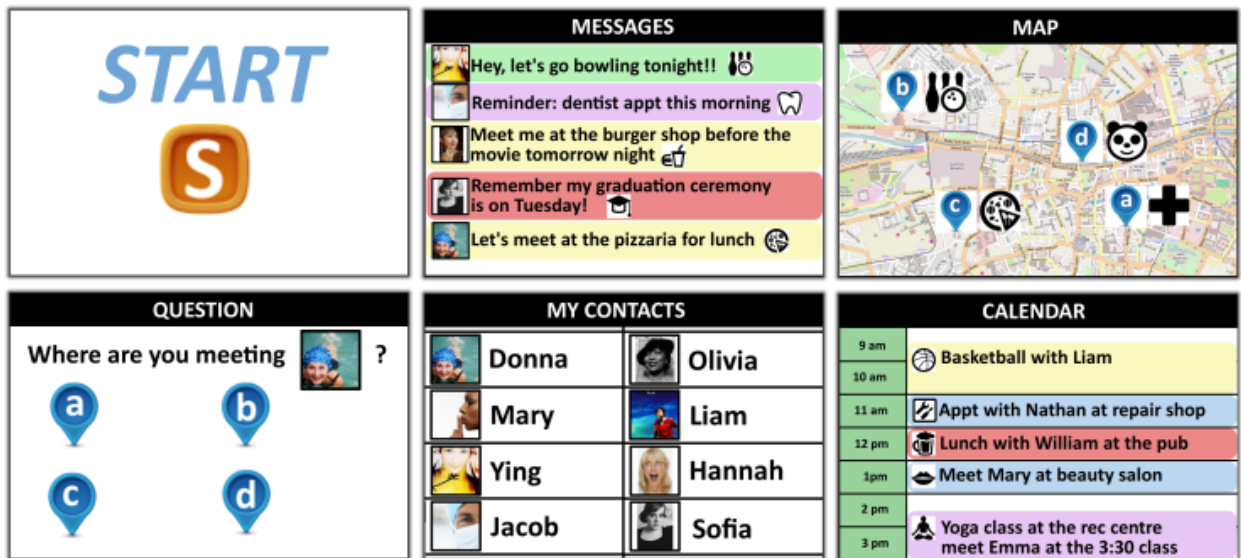 START
S
MESSAGES
Hey, let's go bowling tonight!!
Reminder: dentist appt this morning
Meet me at the burger shop before the
movie tomorrow night
Remember my graduation ceremony
is on Tuesday!
Let's meet at the pizzaria for lunch
MAP
b
d
c
a
QUESTION
Where are you meeting ?
a
b
c
d
MY CONTACTS
Donna
Olivia
Mary
Liam
Ying
Hannah
Jacob
Sofia
CALENDAR
9 am
Basketball with Liam
10 am
11 am
Appt with Nathan at repair shop
12 pm
Lunch with William at the pub
1pm
Meet Mary at beauty salon
2 pm
Yoga class at the rec centre
meet Emma at the 3:30 class
3 pm